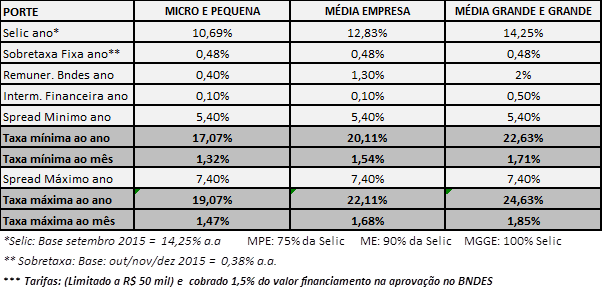 PORTE MICRO E PEQUENA MÉDIA EMPRESA MÉDIA GRANDE E GRANDE
Selic ano* 10,69% 12,83% 14,25%
Sobretaxa Fixa ano** 0,48% 0,48% 0,48%
Remuner. Bndes ano 0,40% 1,30% 2%
Interm. Financeira ano 0,10% 0,10% 0,50%
Spread Minimo ano 5,40% 5,40% 5,40%
Taxa mínima ao ano 17,07% 20,11% 22,63%
Taxa mínima ao mês 1,32% 1,54% 1,71%
Spread Máximo ano 7,40% 7,40% 7,40%
Taxa máxima ao ano 19,07% 22,11% 24,63%
Taxa máxima ao mês 1,47% 1,68% 1,85%
*Selic: Base setembro 2015 = 14,25% a.a MPE: 75% da Selic ME: 90% da Selic MGGE: 100% Selic
** Sobretaxa: Base: out/nov/dez 2015 = 0,38% a.a.
*** Tarifas: (Limitado a R$ 50 mil) e cobrado 1,5% do valor financiamento na aprovação no BNDES